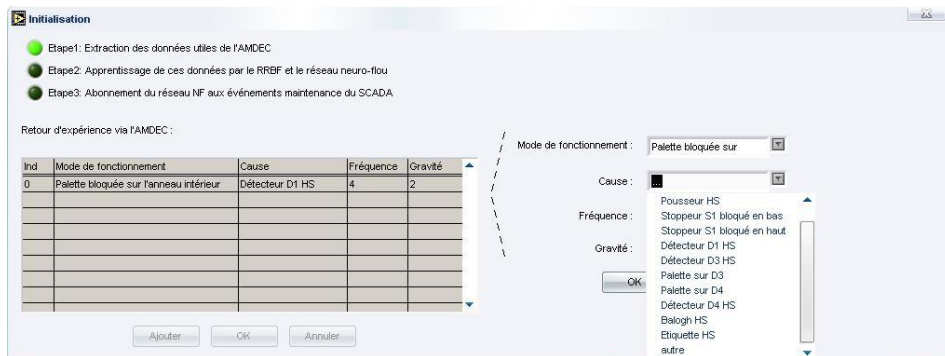 Initialisation
Etape1: Extraction des données utiles de l'AMDEC
Etape2: Apprentissage de ces données par le RRBF et le réseau neuro-flou
Etape3: Abonnement du réseau NF aux événements maintenance du SCADA
Retour d'expérience via l'AMDEC :
Ind Mode de fonctionnement Cause Fréquence Gravité
0 Palette bloquée sur l'anneau intérieur Détecteur D1 HS 4 2
Ajouter OK Annuler
Mode de fonctionnement : Palette bloquée sur
Cause : ...
Fréquence :
Gravité :
OK
Pousseur HS
Stoppeur S1 bloqué en bas
Stoppeur S1 bloqué en haut
Détecteur D1 HS
Détecteur D3 HS
Palette sur D3
Palette sur D4
Détecteur D4 HS
Balogh HS
Etiquette HS
autre